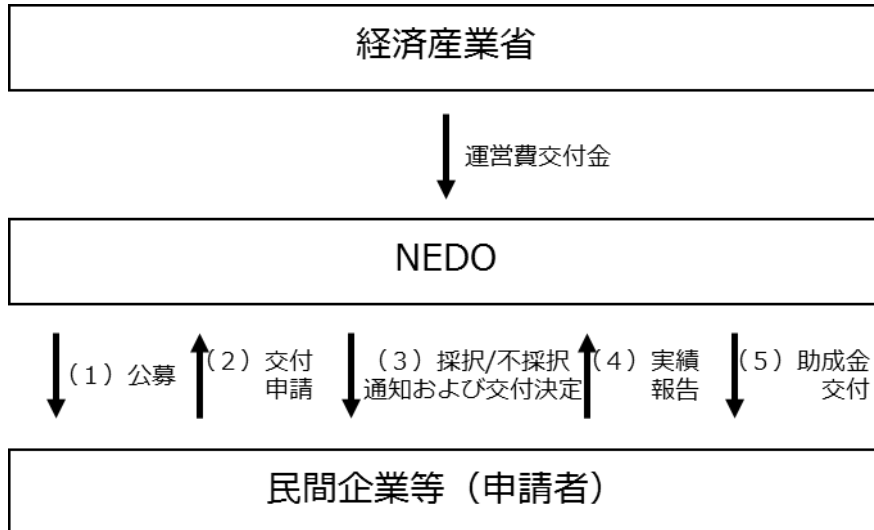 経済産業省
運営費交付金
NEDO
（1）公募
（2）交付
申請
（3）採択/不採択
通知および交付決定
（4）実績
報告
（5）助成金
交付
民間企業等（申請者）